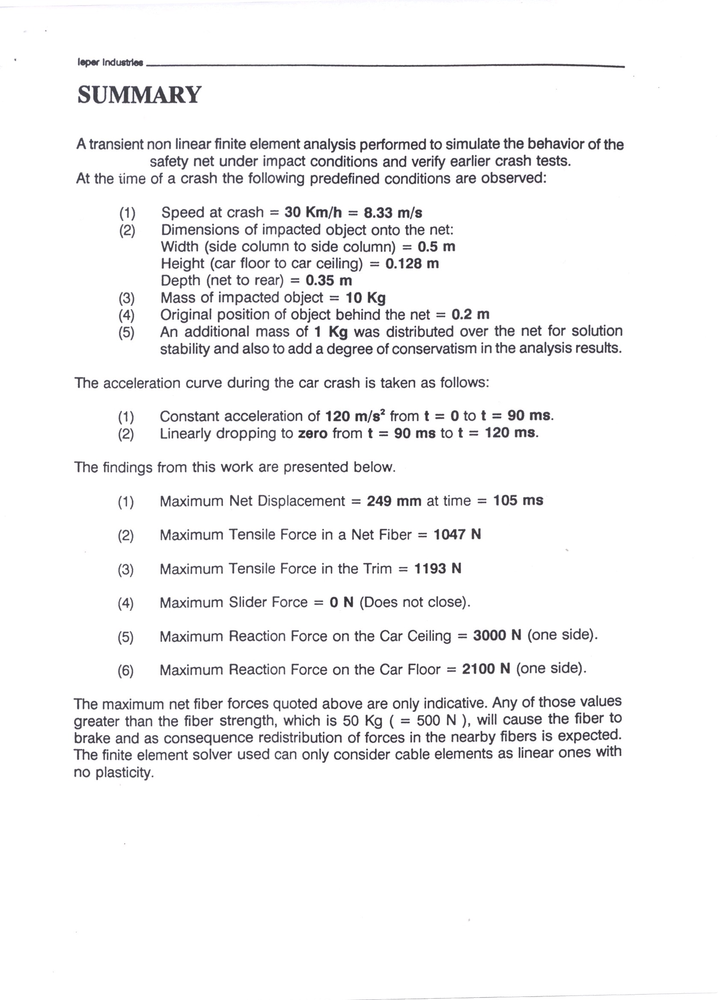 Ieper Industries
SUMMARY
A transient non linear finite element analysis performed to simulate the behavior of the
safety net under impact conditions and verify earlier crash tests.
At the time of a crash the following predefined conditions are observed:
(1) Speed at crash = 30 Km/h = 8.33 m/s
(2) Dimensions of impacted object onto the net:
Width (side column to side column) = 0.5 m
Height (car floor to car ceiling) = 0.128 m
Depth (net to rear) = 0.35 m
(3) Mass of impacted object = 10 Kg
(4) Original position of object behind the net = 0.2 m
(5) An additional mass of 1 Kg was distributed over the net for solution
stability and also to add a degree of conservatism in the analysis results.
The acceleration curve during the car crash is taken as follows:
(1) Constant acceleration of 120 m/s² from t = 0 to t = 90 ms.
(2) Linearly dropping to zero from t = 90 ms to t = 120 ms.
The findings from this work are presented below.
(1) Maximum Net Displacement = 249 mm at time = 105 ms
(2) Maximum Tensile Force in a Net Fiber = 1047 N
(3) Maximum Tensile Force in the Trim = 1193 N
(4) Maximum Slider Force = 0 N (Does not close).
(5) Maximum Reaction Force on the Car Ceiling = 3000 N (one side).
(6) Maximum Reaction Force on the Car Floor = 2100 N (one side).
The maximum net fiber forces quoted above are only indicative. Any of those values
greater than the fiber strength, which is 50 Kg ( = 500 N ), will cause the fiber to
brake and as consequence redistribution of forces in the nearby fibers is expected.
The finite element solver used can only consider cable elements as linear ones with
no plasticity.